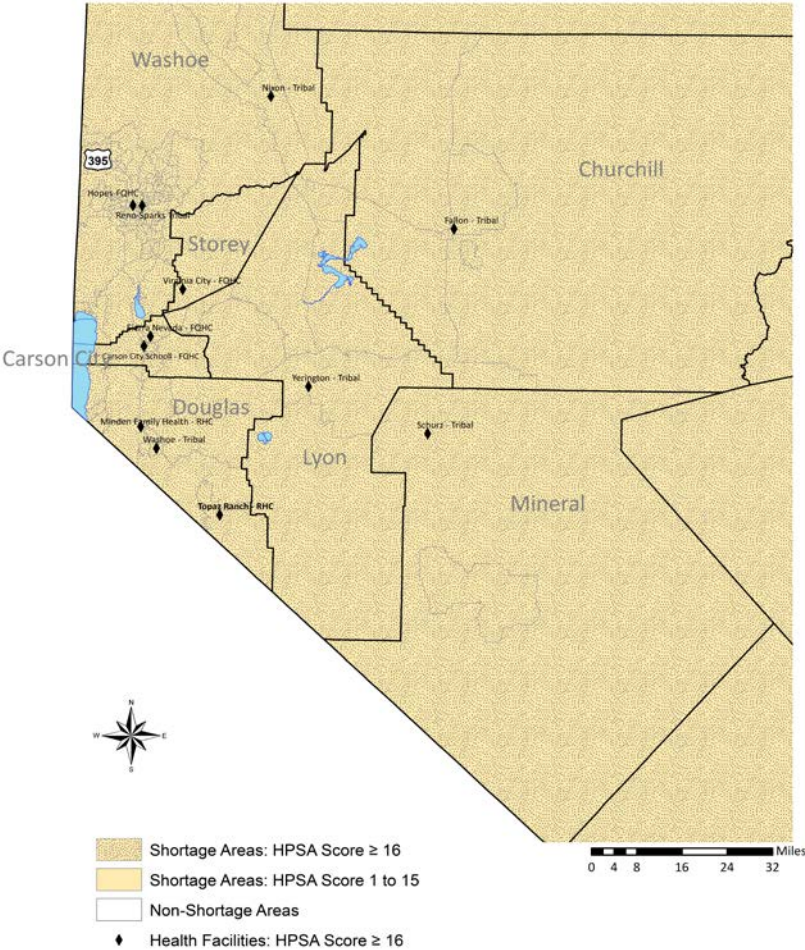 Washoe
Nixon - Tribal
395
Churchill
Hopes-FQHC
Reno-Sparks Tribal
Fallon - Tribal
Storey
Virginia City - FQHC
Sierra Nevada - FQHC
Carson City
Carson City School - FQHC
Yerington - Tribal
Douglas
Minden Family Health - RHC
Schurz - Tribal
Washoe - Tribal
Lyon
Mineral
Topaz Ranch - RHC
N
W E
S
Shortage Areas: HPSA Score ≥ 16
Miles
0 4 8 16 24 32
Shortage Areas: HPSA Score 1 to 15
Non-Shortage Areas
Health Facilities: HPSA Score ≥ 16